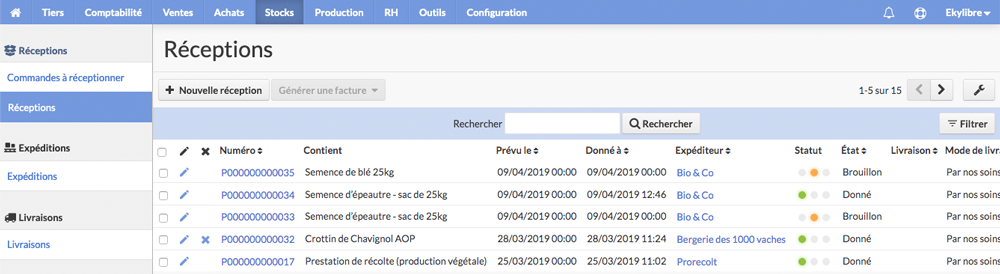 Tiers Comptabilité Ventes Achats Stocks Production RH Outils Configuration Ekylibre
Réceptions
Commandes à réceptionner
Réceptions
Expéditions
Expéditions
Livraisons
Livraisons
Réceptions
Nouvelle réception Générer une facture 1-5 sur 15
Rechercher Rechercher Filtrer
Numéro Contient Prévu le Donné à Expéditeur Statut État Livraison Mode de livra
P000000000035 Semence de blé 25kg 09/04/2019 00:00 09/04/2019 00:00 Bio & Co Brouillon Par nos soins
P000000000034 Semence d'épeautre - sac de 25kg 09/04/2019 00:00 09/04/2019 12:46 Bio & Co Donné Par nos soins
P000000000033 Semence d'épeautre - sac de 25kg 09/04/2019 00:00 09/04/2019 00:00 Bio & Co Brouillon Par nos soins
P000000000032 Crottin de Chavignol AOP 28/03/2019 00:00 28/03/2019 11:24 Bergerie des 1000 vaches Donné Par nos soins
P000000000017 Prestation de récolte (production végétale) 25/03/2019 00:00 25/03/2019 11:02 Prorecolt Donné Par nos soins